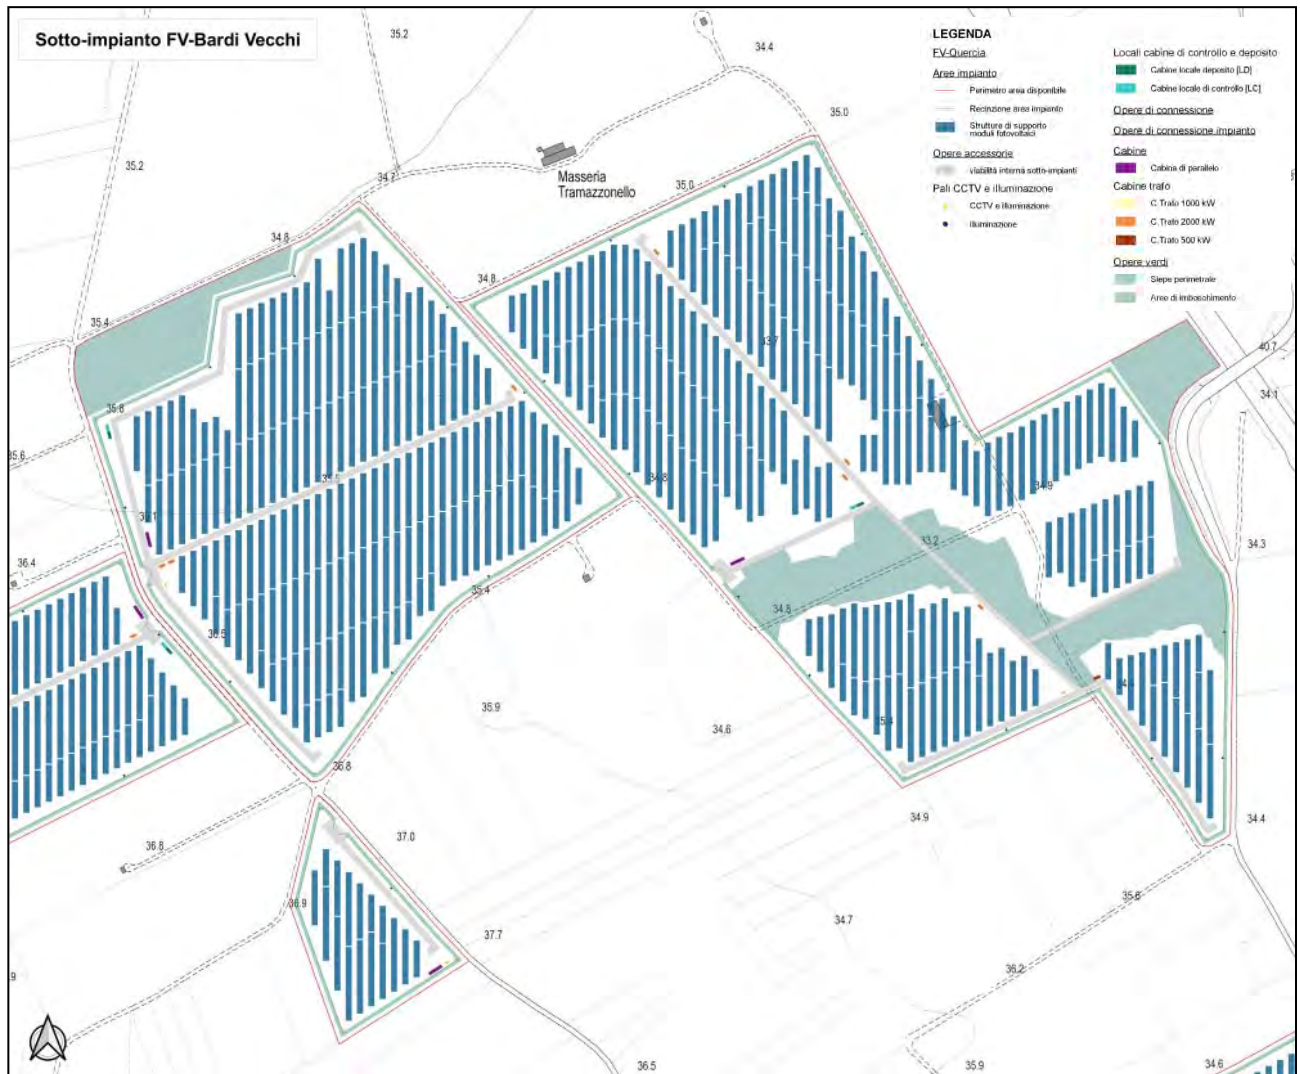 Sotto-impianto FV-Bardi Vecchi
LEGENDA
FV-Quercia
Aree impianto
Perimetro area disponibile
Recinzione area impianto
Strutture di supporto
moduli fotovoltaici
Opere accessorie
viabilità interna sotto-impianti
Pali CCTV e illuminazione
CCTV e illuminazione
Illuminazione
Locali cabine di controllo e deposito
Cabine locale deposito [LD]
Cabine locale di controllo [LC]
Opere di connessione
Opere di connessione impianto
Cabine
Cabina di parallelo
Cabine trafo
C.Trafo 1000 kW
C.Trafo 2000 kW
C.Trafo 500 kW
Opere verdi
Siepe perimetrale
Aree di imboschimento
35.2
34.4
35.0
35.2
34.7
Masseria
Tramazzonello
35.0
34.8
34.8
35.4
33.7
40.7
34.1
35.8
35.6
34.8
34.9
36.4
33.2
34.3
34.8
35.4
36.5
35.9
34.6
35.4
36.8
34.9
34.4
37.0
36.8
36.9
34.7
35.6
37.7
36.2
36.5
35.9
34.6